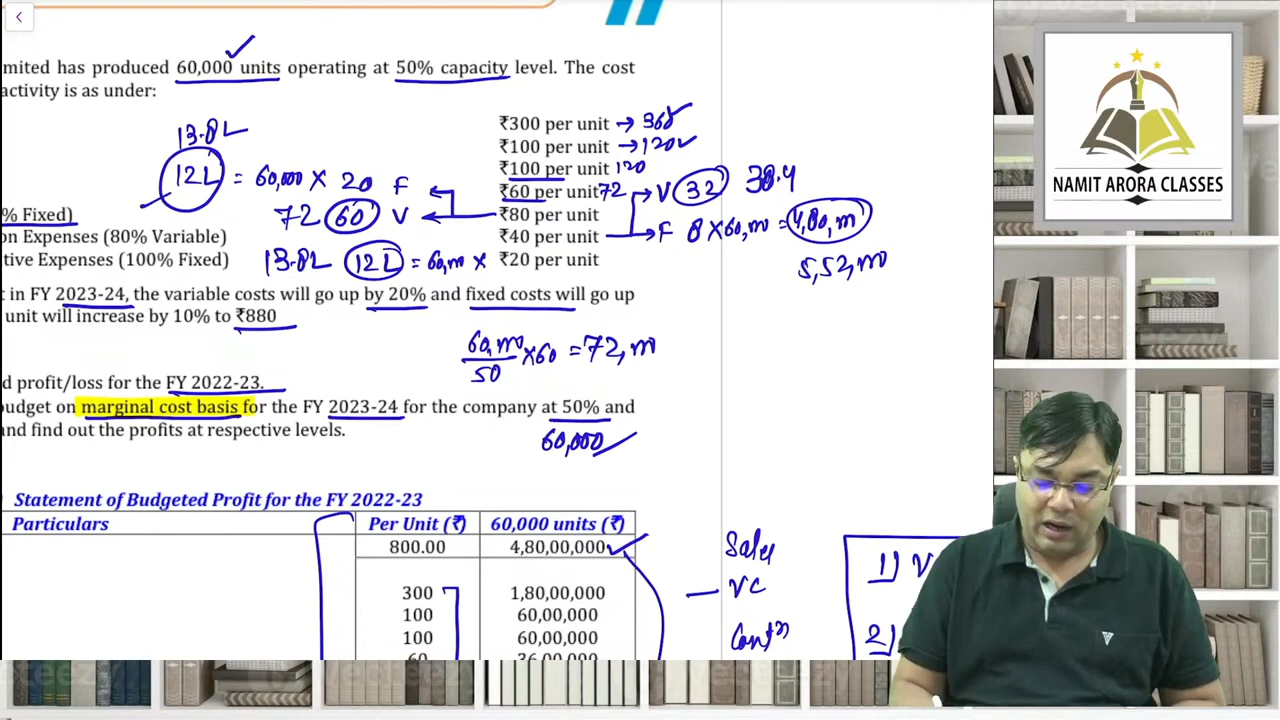 mited has produced 60,000 units operating at 50% capacity level. The cost
activity is as under:
13.8L
12L = 60,000 × 20 F
72 60 V
₹300 per unit → 360
₹100 per unit → 120
₹100 per unit 120
₹60 per unit 72
₹80 per unit
₹40 per unit
₹20 per unit
V 32 38.4
F 8×60,m = 4,80,m
5,52,m
% Fixed)
on Expenses (80% Variable)
tive Expenses (100% Fixed)
13.8L 12L = 60,m ×
t in FY 2023-24, the variable costs will go up by 20% and fixed costs will go up
unit will increase by 10% to ₹880
60,m/50 ×60 = 72,m
d profit/loss for the FY 2022-23.
budget on marginal cost basis for the FY 2023-24 for the company at 50% and
and find out the profits at respective levels.
60,000
Statement of Budgeted Profit for the FY 2022-23
Particulars Per Unit (₹) 60,000 units (₹)
800.00 4,80,00,000
300 1,80,00,000
100 60,00,000
100 60,00,000
60 36,00,000
Sales
VC
Contn
1) V
2)
NAMIT ARORA CLASSES